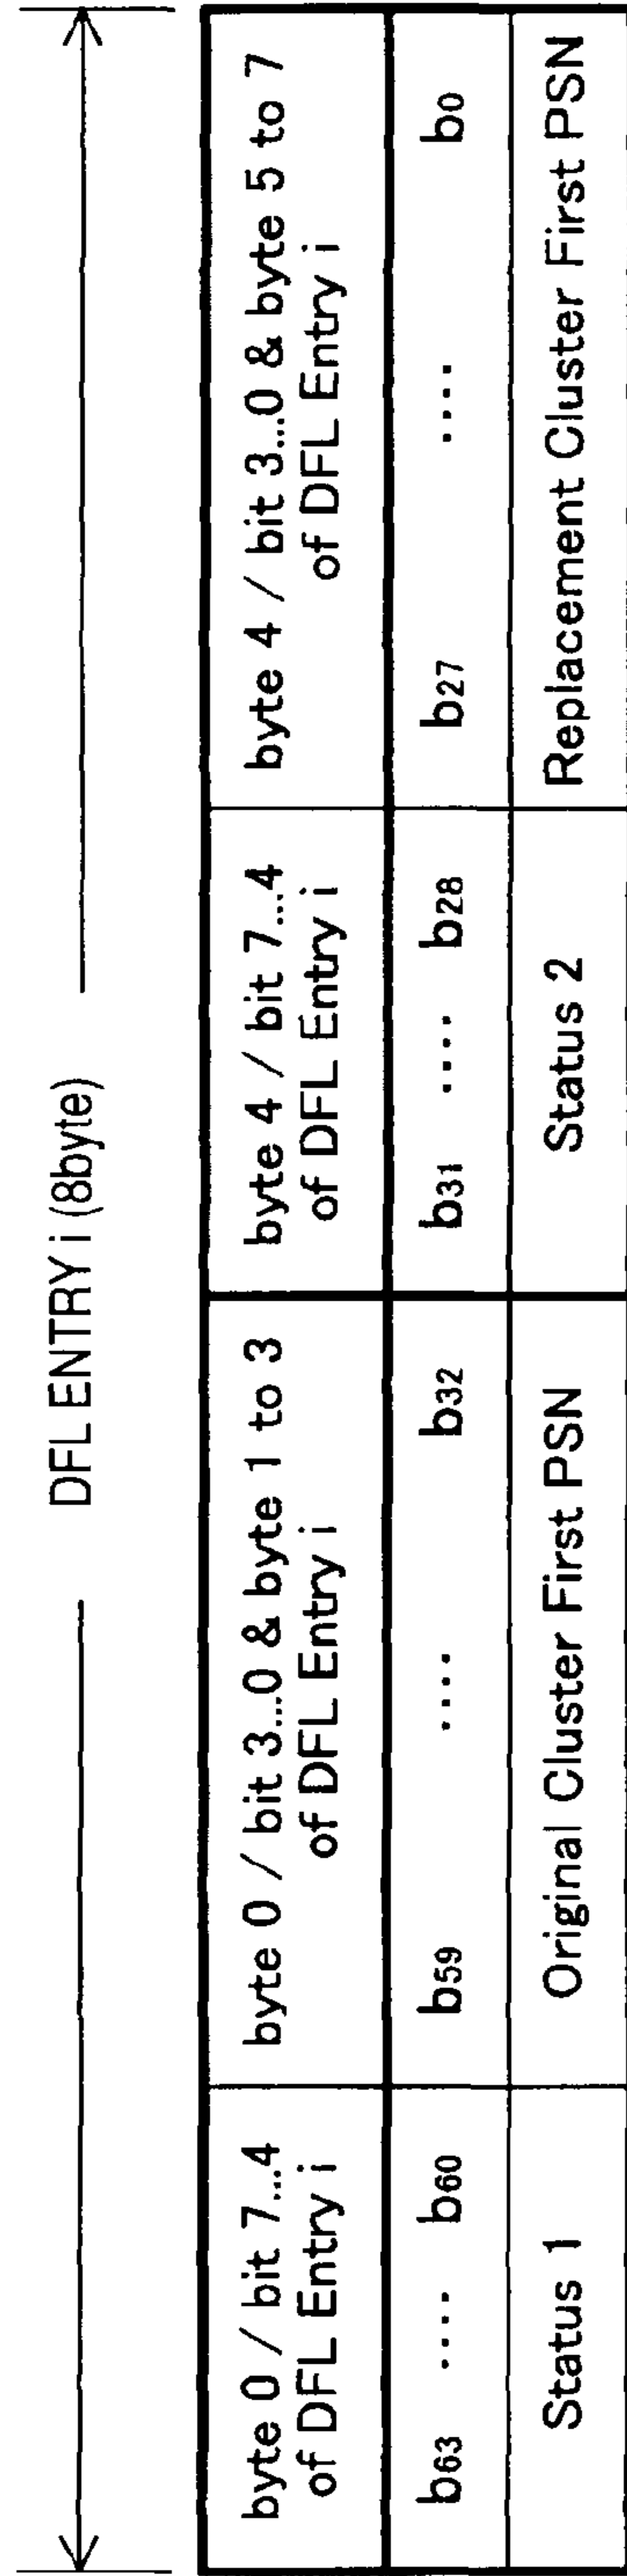 DFL ENTRY i (8byte)
byte 0 / bit 7...4
of DFL Entry i
byte 0 / bit 3...0 & byte 1 to 3
of DFL Entry i
byte 4 / bit 7...4
of DFL Entry i
byte 4 / bit 3...0 & byte 5 to 7
of DFL Entry i
b63 .... b60
b59 .... b32
b31 .... b28
b27 .... b0
Status 1
Original Cluster First PSN
Status 2
Replacement Cluster First PSN